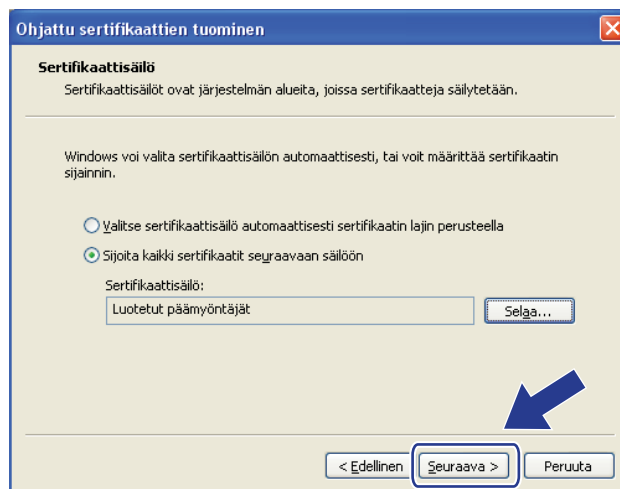 Ohjattu sertifikaattien tuominen
Sertifikaattisäilö
Sertifikaattisäilöt ovat järjestelmän alueita, joissa sertifikaatteja säilytetään.
Windows voi valita sertifikaattisäilön automaattisesti, tai voit määrittää sertifikaatin
sijainnin.
Valitse sertifikaattisäilö automaattisesti sertifikaatin lajin perusteella
Sijoita kaikki sertifikaatit seuraavaan säilöön
Sertifikaattisäilö:
Luotetut päämyöntäjät
Selaa...
< Edellinen
Seuraava >
Peruuta